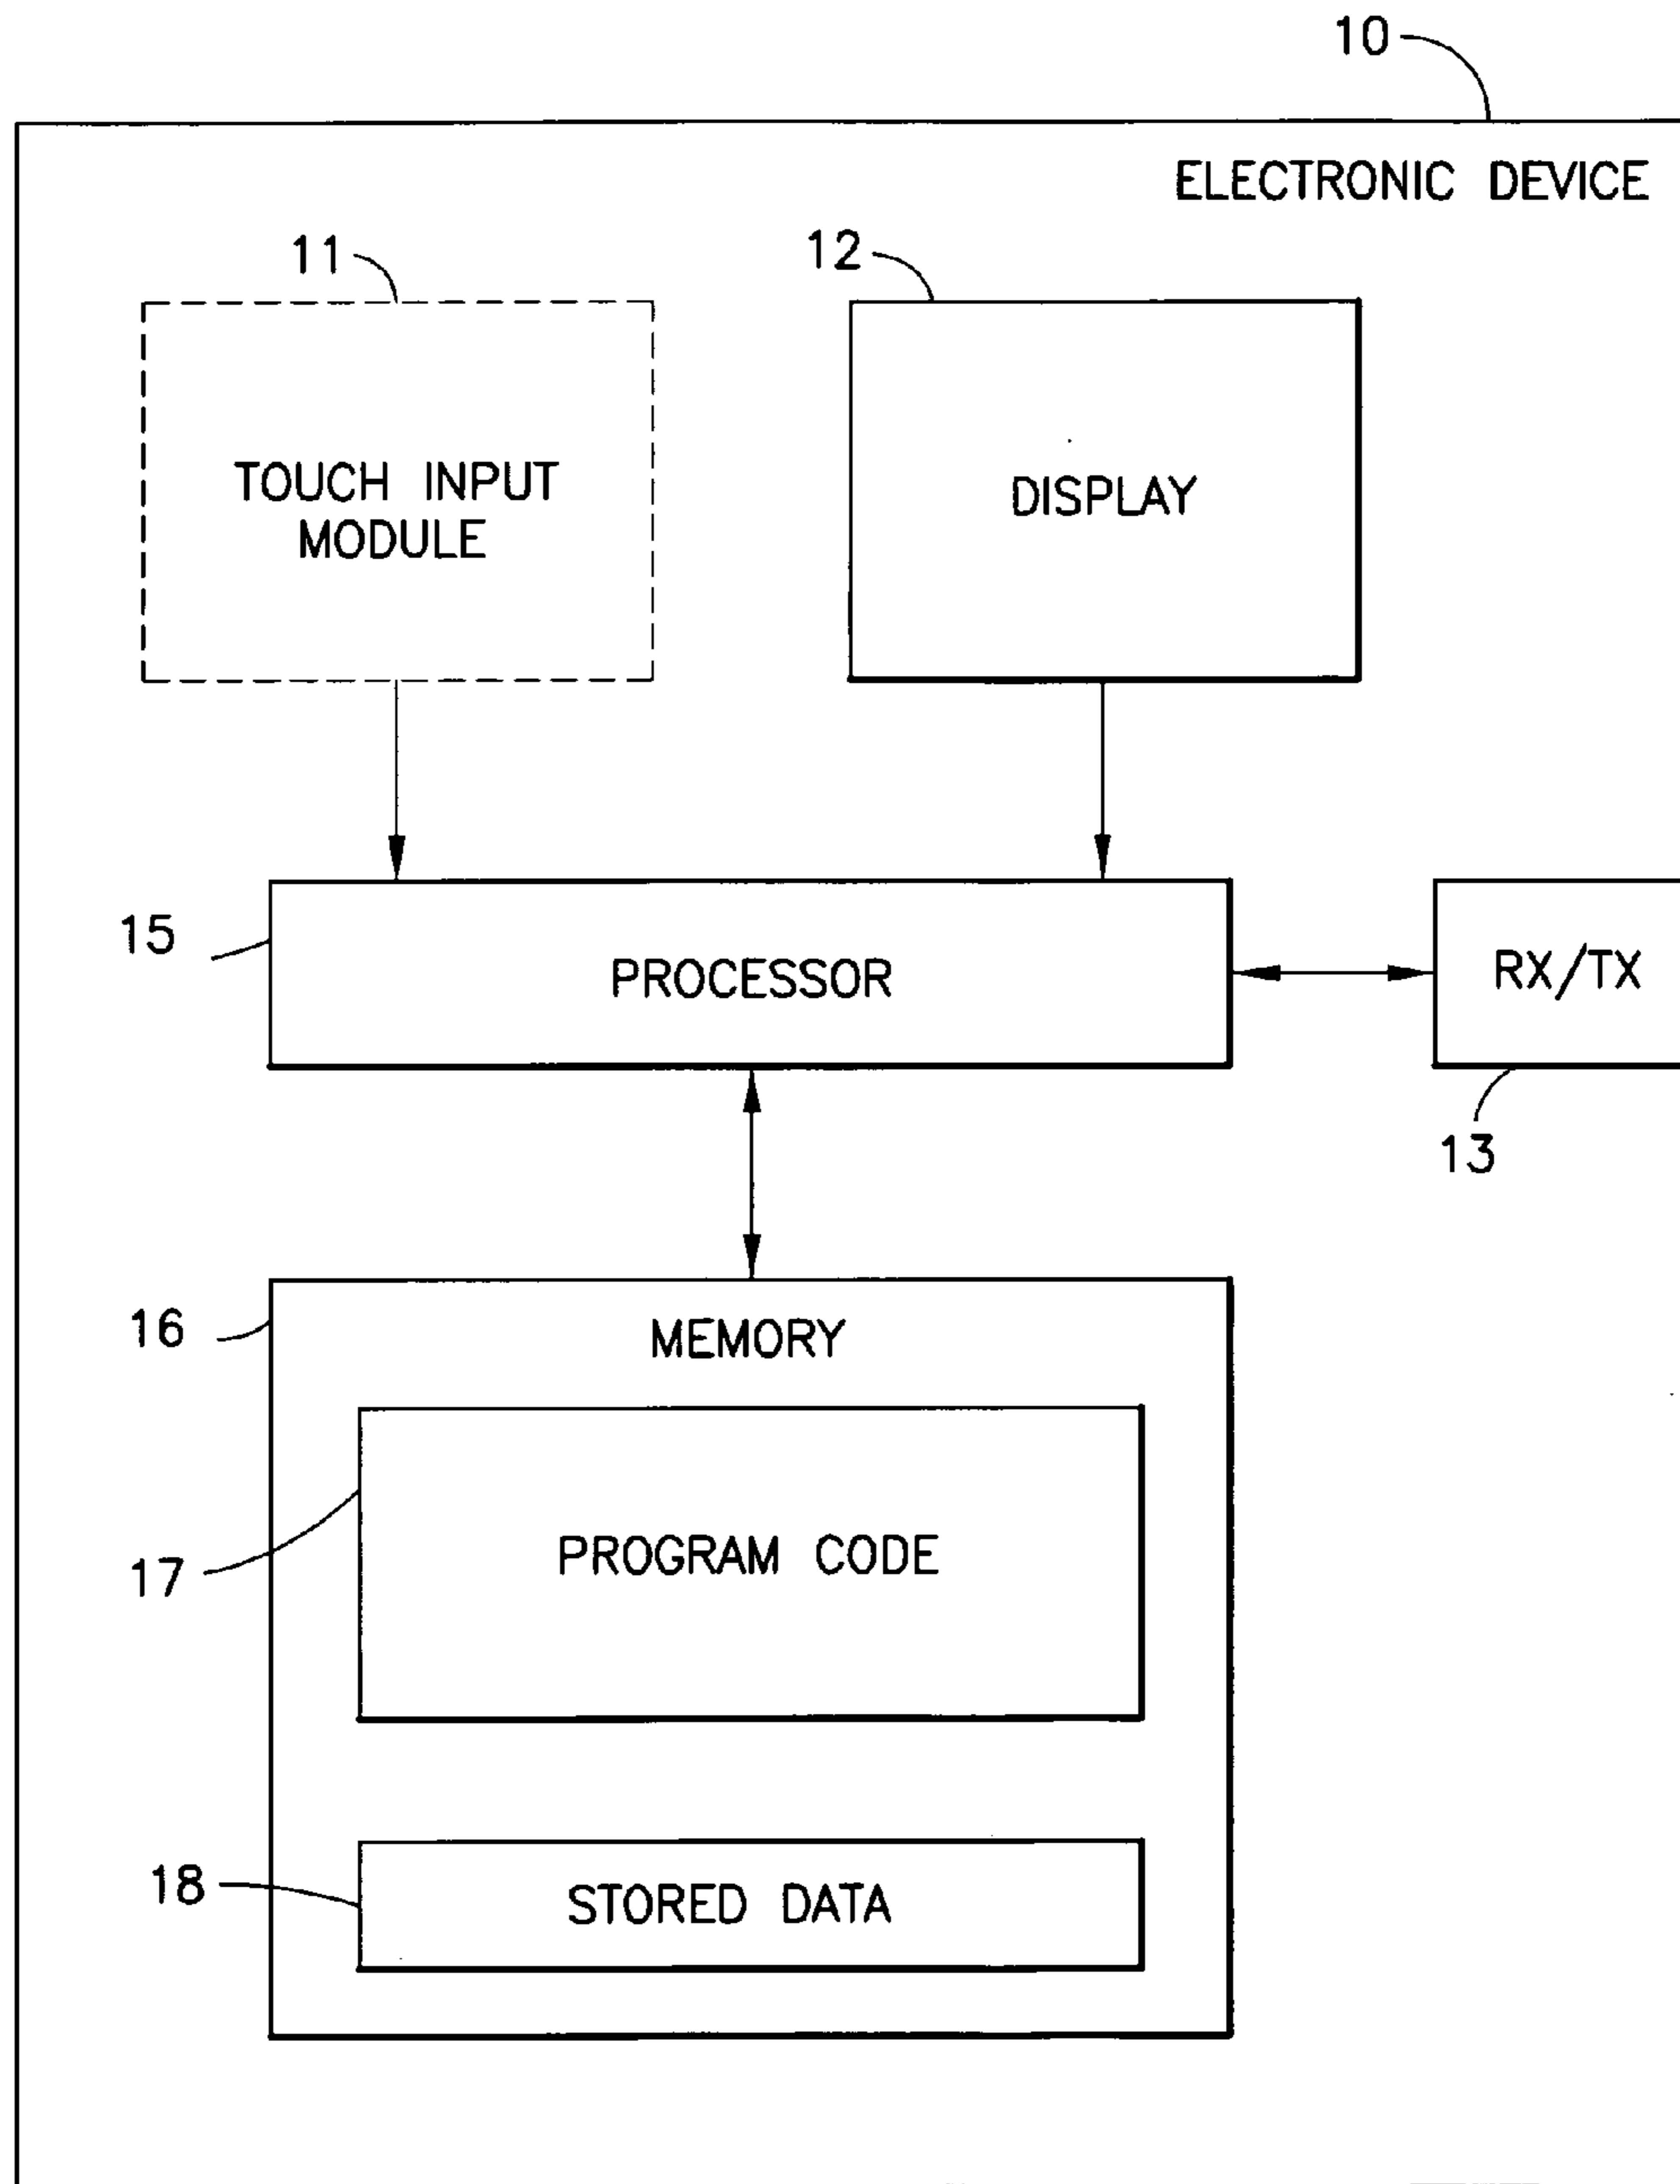 10
ELECTRONIC DEVICE
11
12
TOUCH INPUT
MODULE
DISPLAY
15
PROCESSOR
RX/TX
13
16
MEMORY
17
PROGRAM CODE
18
STORED DATA